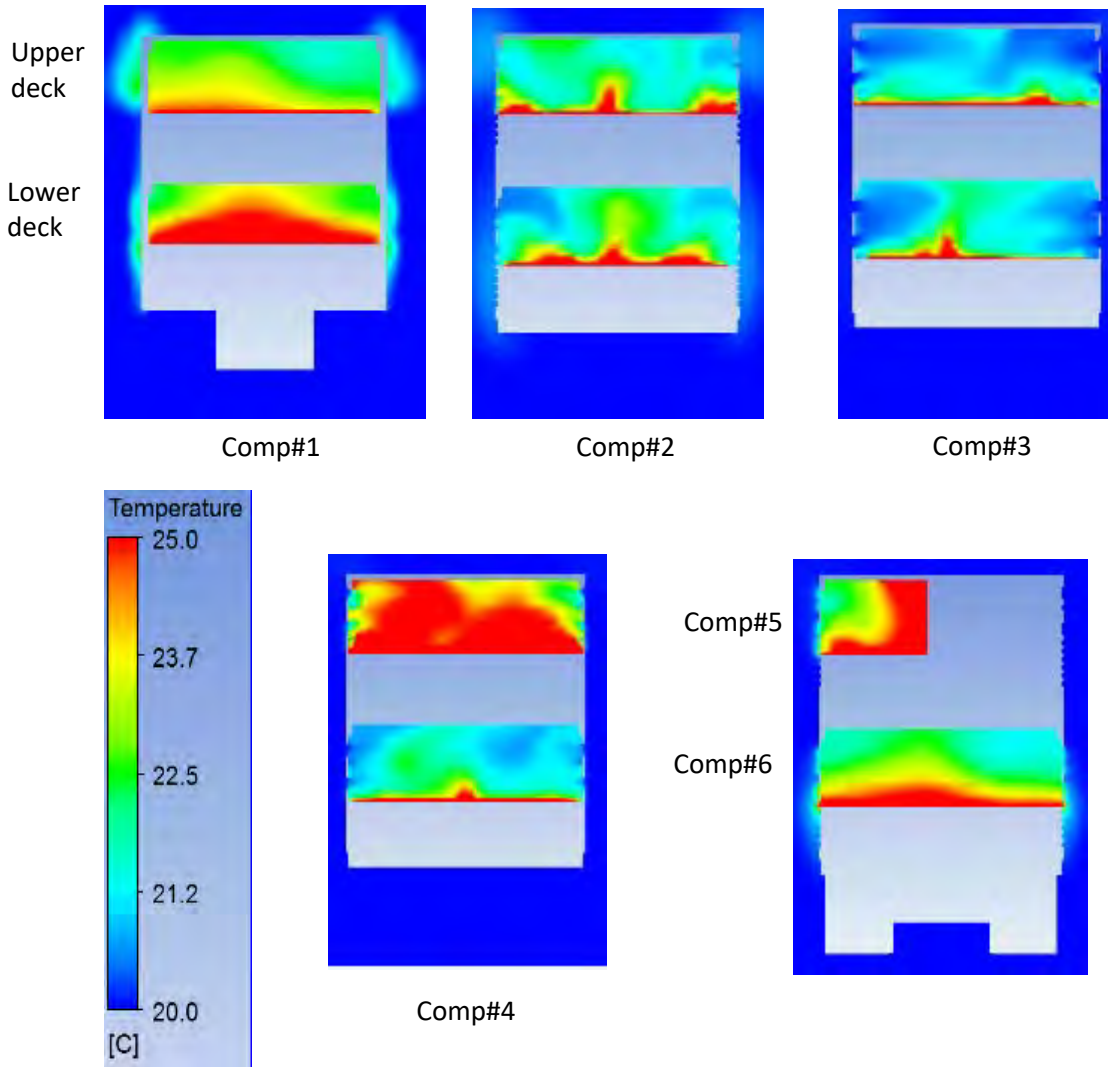 Upper
deck
Lower
deck
Comp#1
Comp#2
Comp#3
Temperature
25.0
23.7
22.5
21.2
20.0
[C]
Comp#4
Comp#5
Comp#6